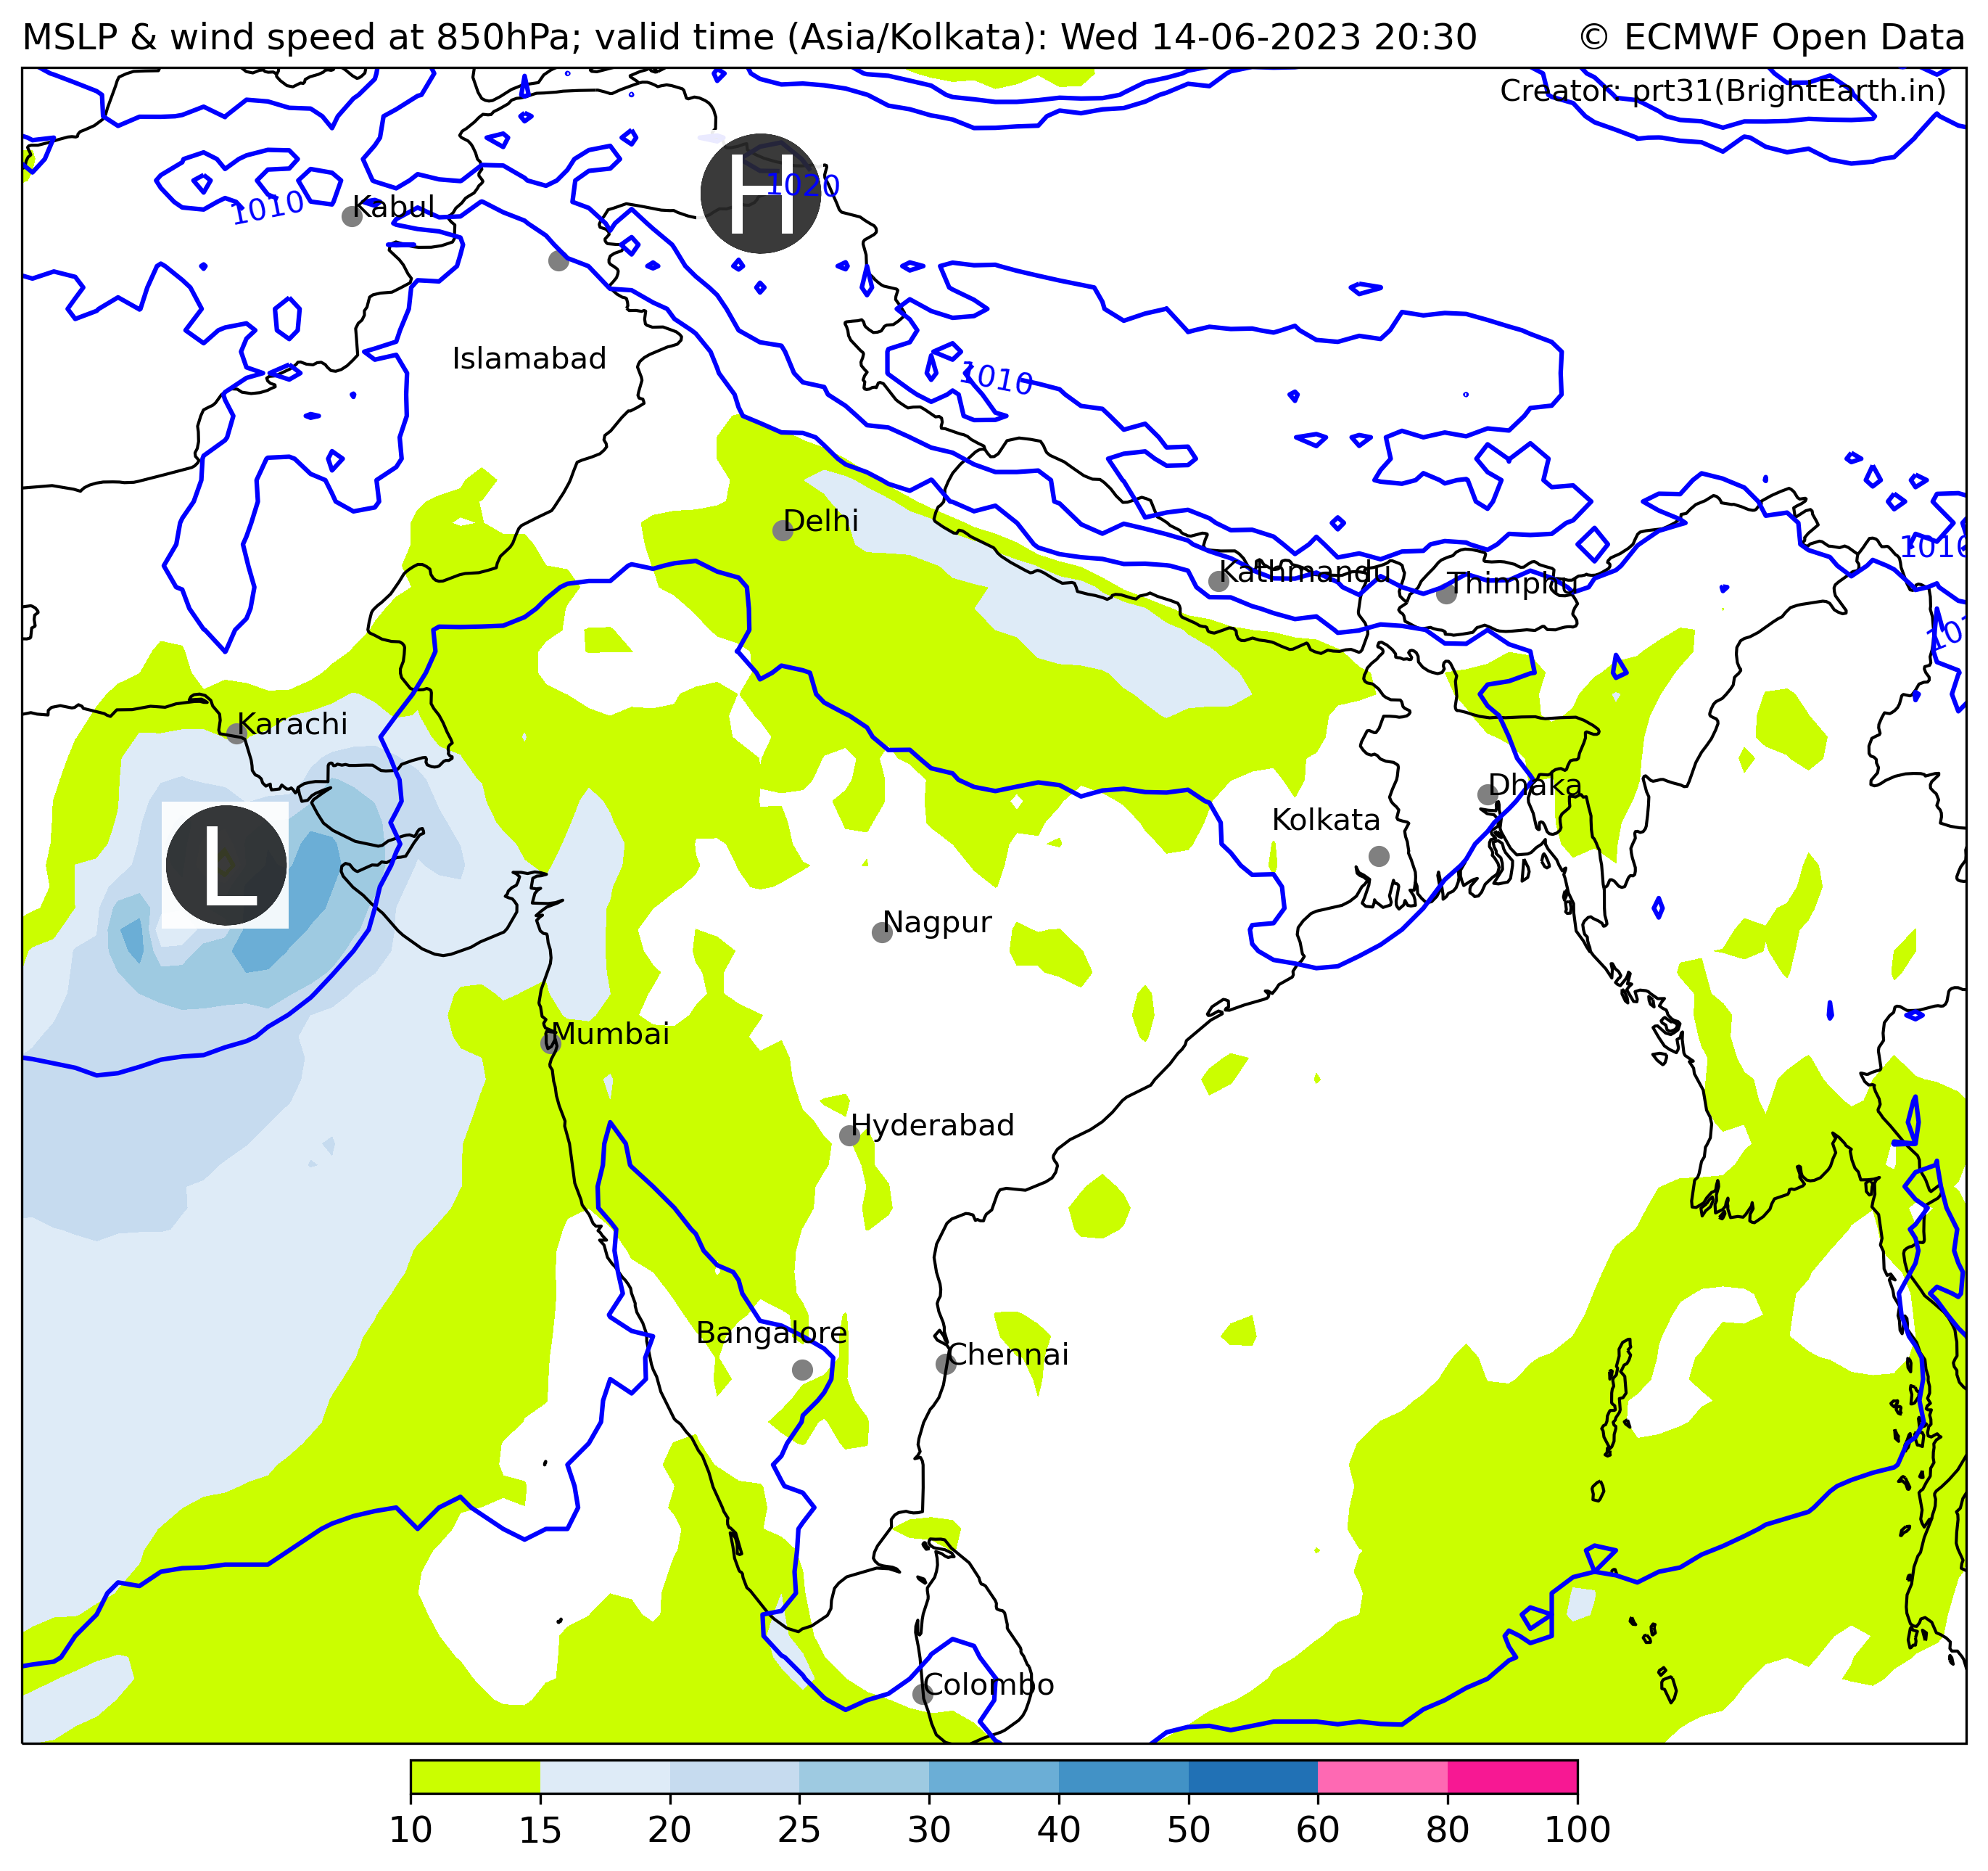 MSLP & wind speed at 850hPa; valid time (Asia/Kolkata): Wed 14-06-2023 20:30
© ECMWF Open Data
Creator: prt31(BrightEarth.in)
H
1020
1010
Kabul
Islamabad
1010
Delhi
1010
Kathmandu
Thimphu
Karachi
Dhaka
Kolkata
L
Nagpur
Mumbai
Hyderabad
Bangalore
Chennai
Colombo
10 15 20 25 30 40 50 60 80 100